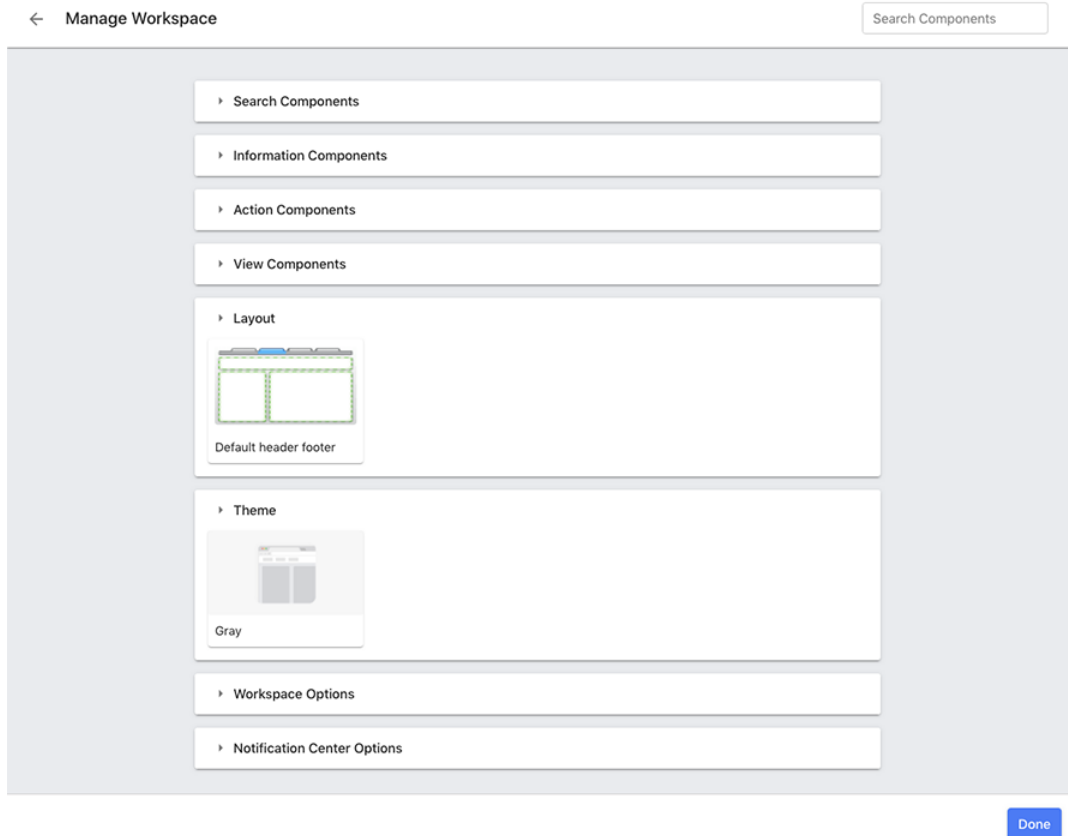 Manage Workspace
Search Components
Search Components
Information Components
Action Components
View Components
Layout
Default header footer
Theme
Gray
Workspace Options
Notification Center Options
Done